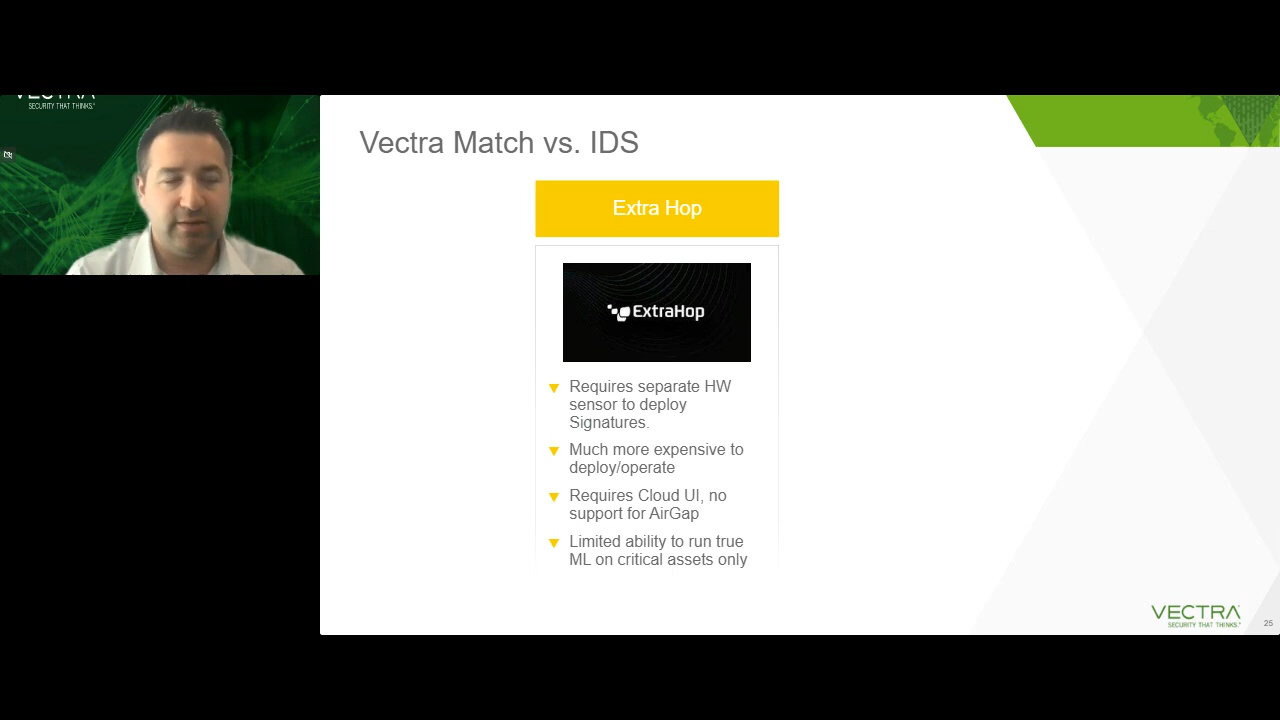 VECTRA
SECURITY THAT THINKS.®
Vectra Match vs. IDS
Extra Hop
ExtraHop
Requires separate HW
sensor to deploy
Signatures.
Much more expensive to
deploy/operate
Requires Cloud UI, no
support for AirGap
Limited ability to run true
ML on critical assets only
VECTRA
SECURITY THAT THINKS.®
25